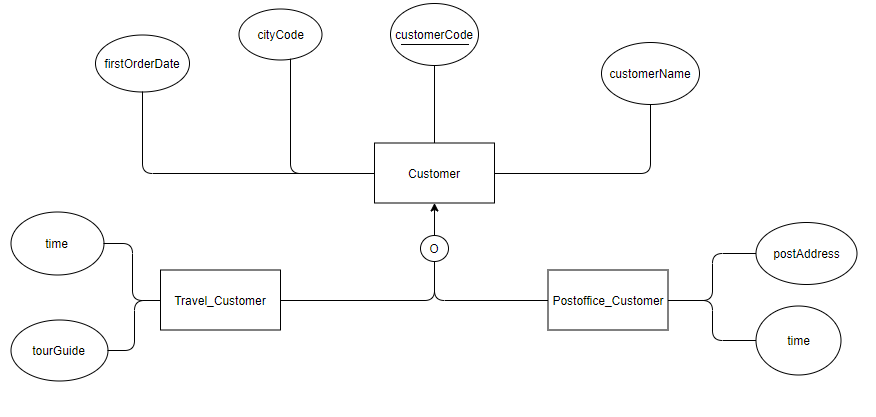 cityCode
customerCode
firstOrderDate
customerName
Customer
time
O
postAddress
Travel_Customer
Postoffice_Customer
tourGuide
time